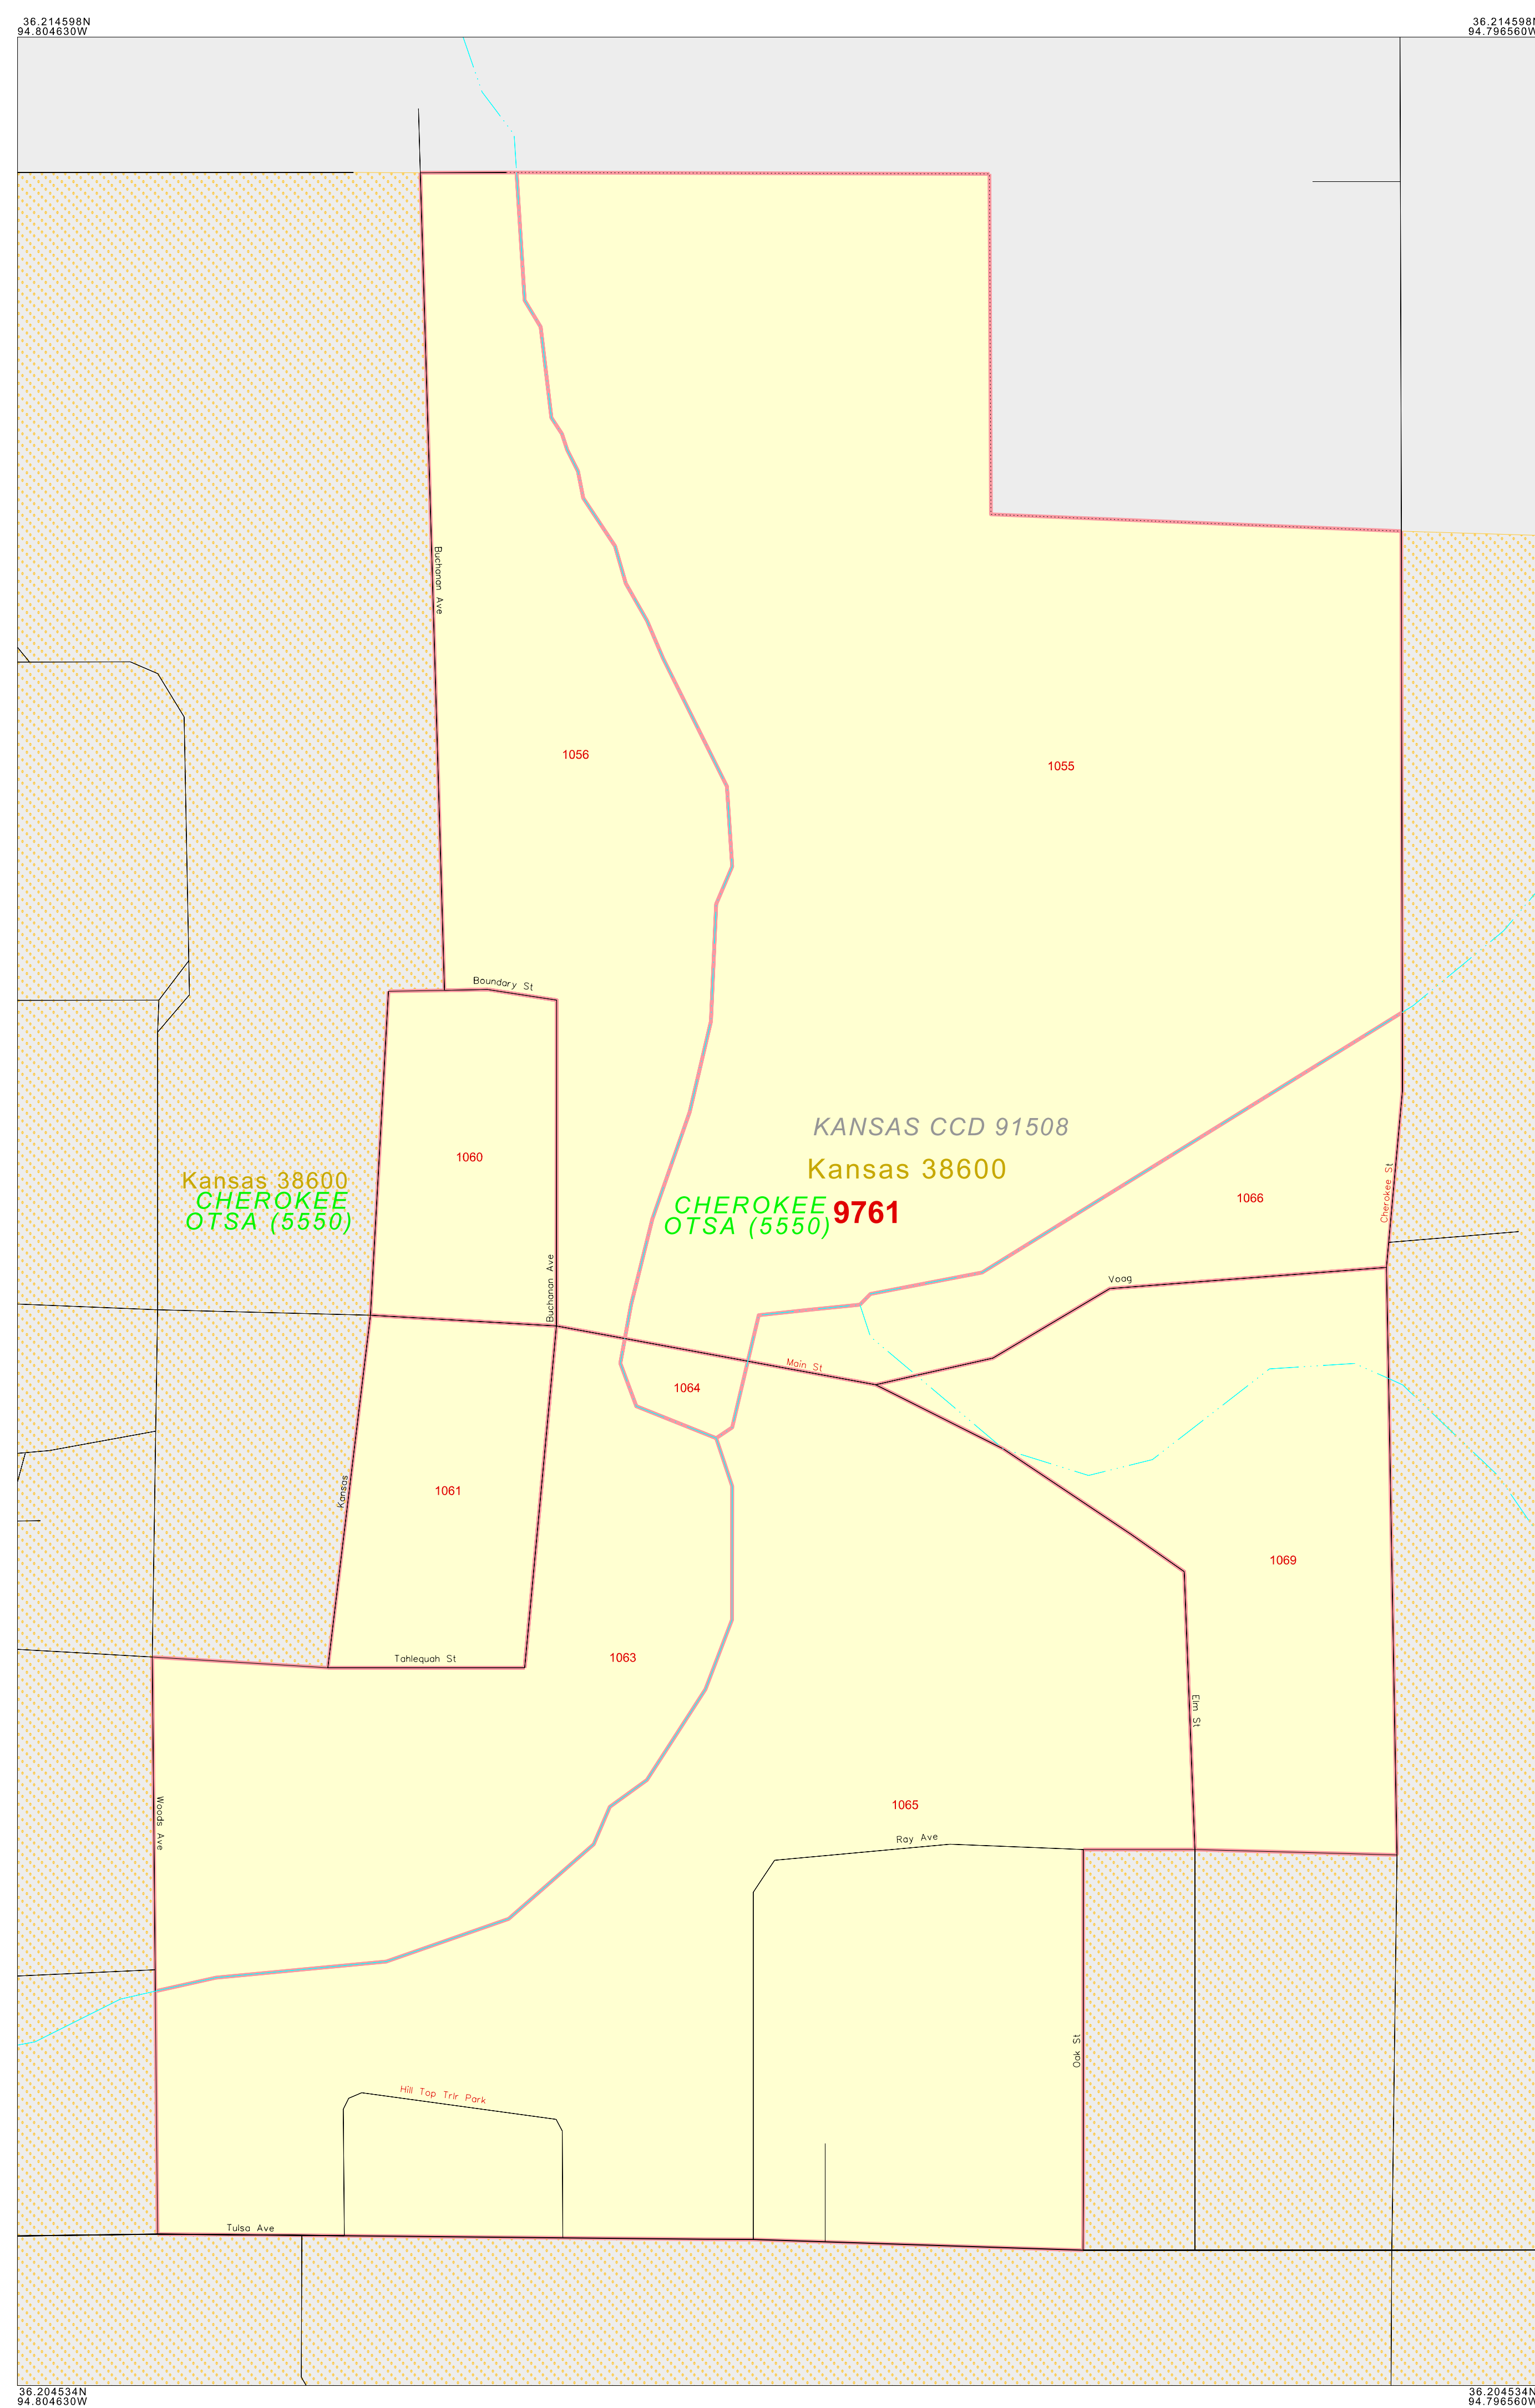 36.214598N
94.804630W
36.214598N
94.796560W
Buchanan Ave
1056
1055
Boundary St
KANSAS CCD 91508
1060
Kansas 38600
Kansas 38600
CHEROKEE
OTSA (5550)
CHEROKEE
OTSA (5550)
9761
1066
Cherokee St
Buchanan Ave
Voag
Main St
1064
Kansas
1061
1069
Tahlequah St
1063
Elm St
Woods Ave
1065
Ray Ave
Oak St
Hill Top Trlr Park
Tulsa Ave
36.204534N
94.804630W
36.204534N
94.796560W